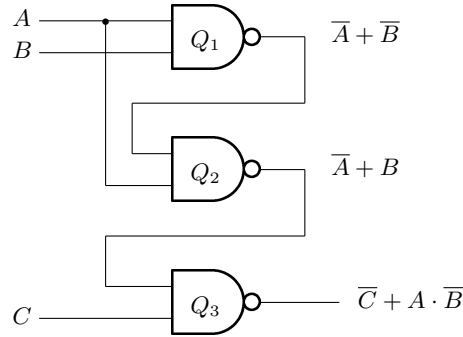 A
B
Q₁
A̅ + B̅
Q₂
A̅ + B
C
Q₃
C̅ + A · B̅